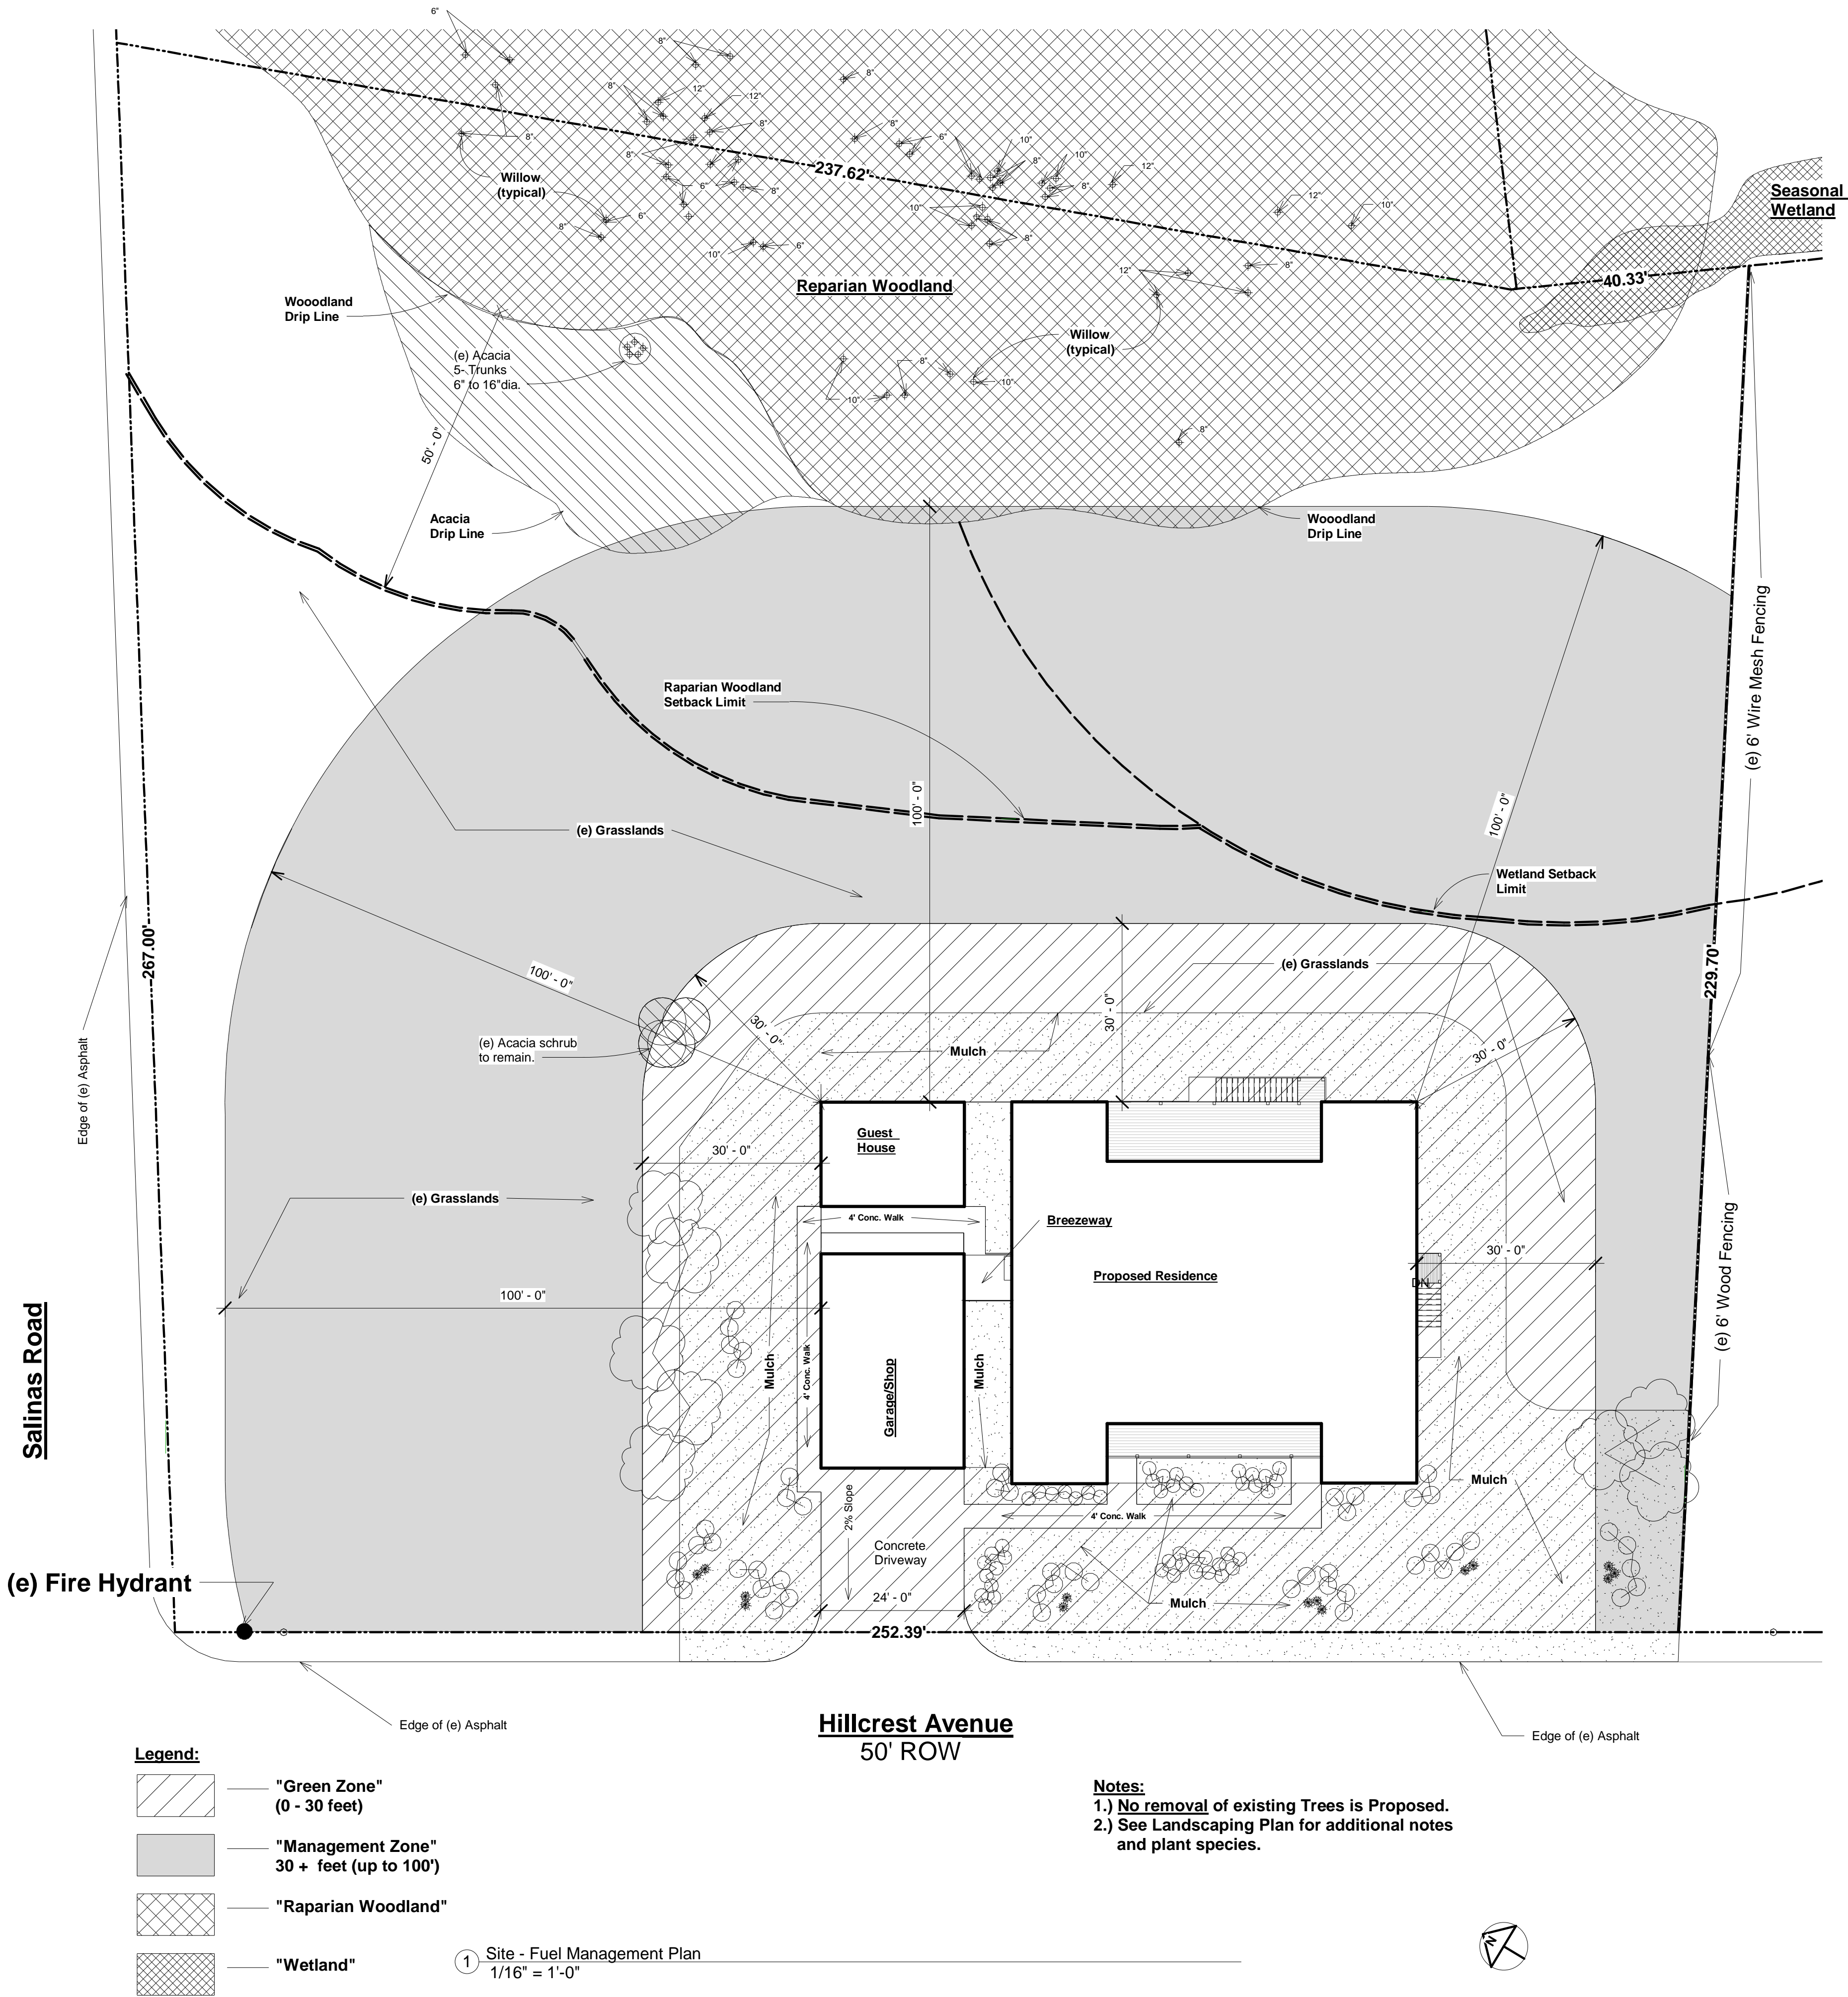 6"
8"
8"
8"
12"
12"
8"
8"
8"
6"
10"
10"
8"
8"
12"
237.62'
Willow
(typical)
6"
8"
8"
12"
10"
Seasonal
Wetland
10"
6"
8"
8"
10"
6"
12"
8"
40.33'
Reparian Woodland
Wooodland
Drip Line
Willow
(typical)
(e) Acacia
5- Trunks
6" to 16"dia.
8"
10"
10"
8"
50' - 0"
Acacia
Drip Line
Wooodland
Drip Line
(e) 6' Wire Mesh Fencing
Raparian Woodland
Setback Limit
100' - 0"
100' - 0"
(e) Grasslands
Wetland Setback
Limit
267.00'
229.70'
100' - 0"
(e) Grasslands
30' - 0"
30' - 0"
30' - 0"
Edge of (e) Asphalt
(e) Acacia schrub
to remain.
Mulch
Guest
House
30' - 0"
(e) Grasslands
4' Conc. Walk
Breezeway
(e) 6' Wood Fencing
30' - 0"
Proposed Residence
DN
100' - 0"
Salinas Road
Mulch
4' Conc. Walk
Garage/Shop
Mulch
Mulch
2% Slope
4' Conc. Walk
Concrete
Driveway
(e) Fire Hydrant
24' - 0"
Mulch
252.39'
Edge of (e) Asphalt
Hillcrest Avenue
50' ROW
Edge of (e) Asphalt
Legend:
"Green Zone"
(0 - 30 feet)
"Management Zone"
30 + feet (up to 100')
"Raparian Woodland"
"Wetland"
Notes:
1.) No removal of existing Trees is Proposed.
2.) See Landscaping Plan for additional notes
and plant species.
1
Site - Fuel Management Plan
1/16" = 1'-0"
N